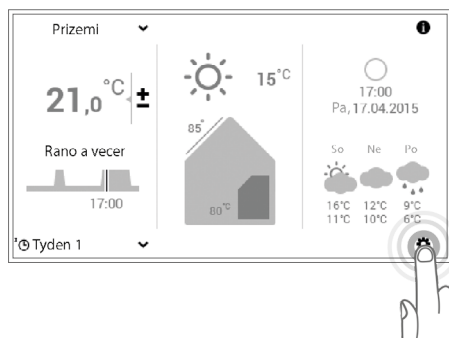 Prizemi
21,0 °C ±
Rano a vecer
17:00
Tyden 1
15°C
85°
80°C
17:00
Pa, 17.04.2015
So Ne Po
16°C 12°C 9°C
11°C 10°C 6°C